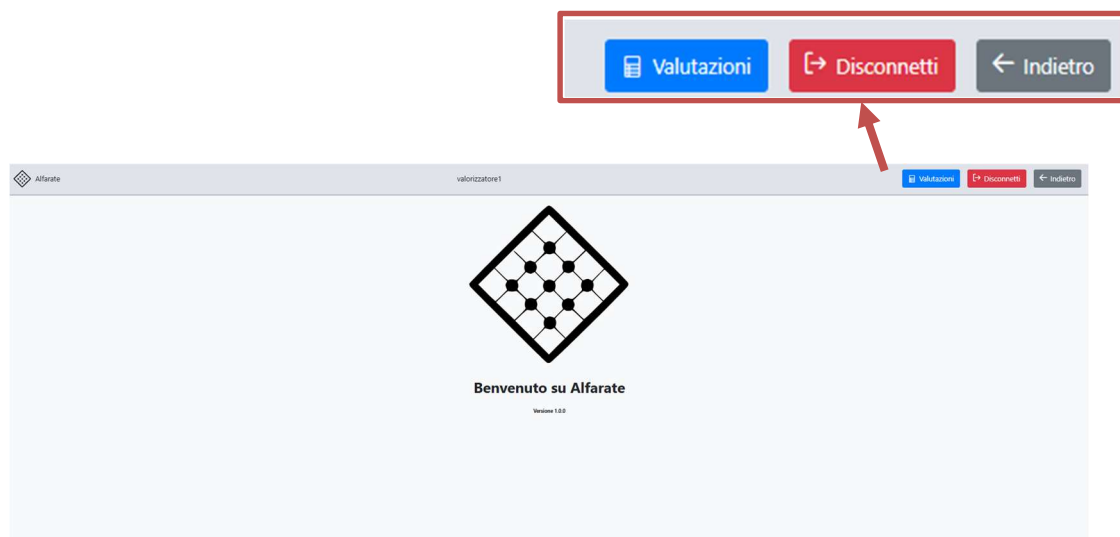 Valutazioni Disconnetti Indietro
Alfarate valorizzatore1 Valutazioni Disconnetti Indietro
Benvenuto su Alfarate
Versione 1.0.0